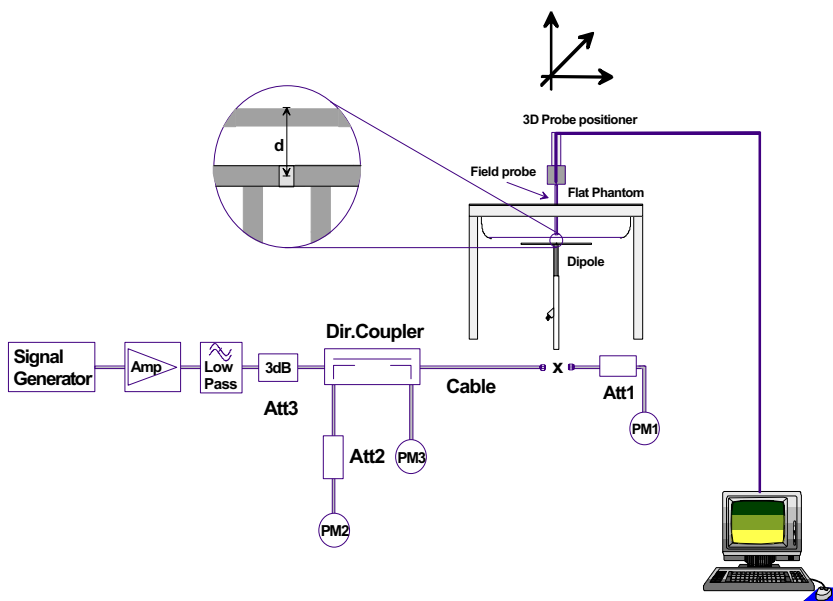 3D Probe positioner
d
Field probe
Flat Phantom
Dipole
Dir.Coupler
Signal
Generator
Amp
Low
Pass
3dB
Att3
Cable
x
Att1
PM1
Att2
PM3
PM2